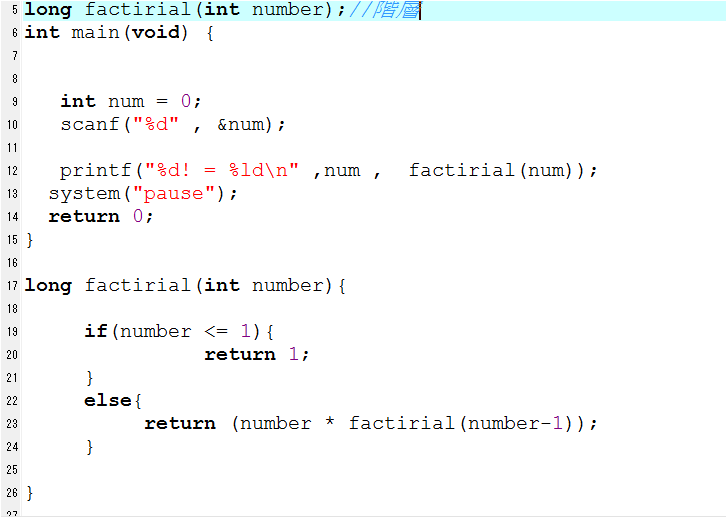 5 long factirial(int number);//階層
6 int main(void) {
7
8
9 int num = 0;
10 scanf("%d" , &num);
11
12 printf("%d! = %ld\n" ,num , factirial(num));
13 system("pause");
14 return 0;
15 }
16
17 long factirial(int number){
18
19 if(number <= 1){
20 return 1;
21 }
22 else{
23 return (number * factirial(number-1));
24 }
25
26 }
27